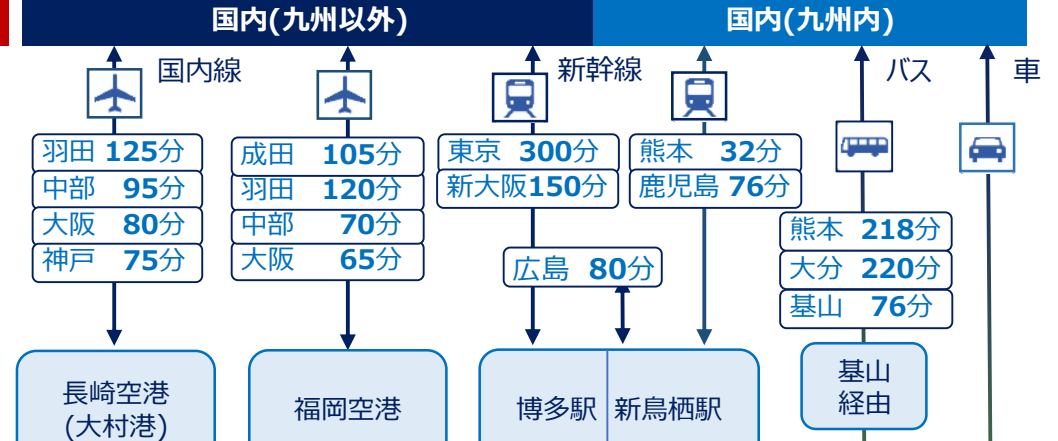 国内(九州以外)
国内(九州内)
国内線
新幹線
バス
車
羽田 125分
中部 95分
大阪 80分
神戸 75分
成田 105分
羽田 120分
中部 70分
大阪 65分
東京 300分
新大阪150分
広島 80分
熊本 32分
鹿児島 76分
熊本 218分
大分 220分
基山 76分
長崎空港
(大村港)
福岡空港
博多駅
新鳥栖駅
基山
経由